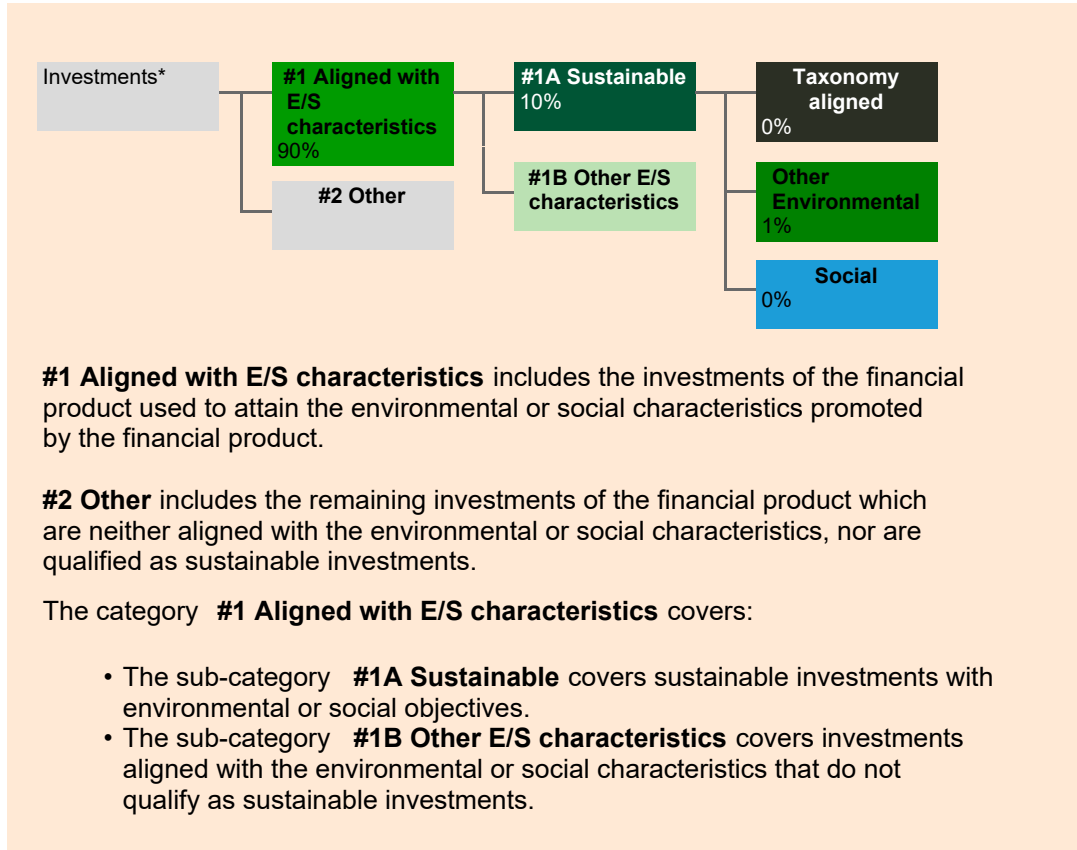 Investments*
#1 Aligned with
E/S
characteristics
90%
#2 Other
#1A Sustainable
10%
#1B Other E/S
characteristics
Taxonomy
aligned
0%
Other
Environmental
1%
Social
0%
#1 Aligned with E/S characteristics includes the investments of the financial
product used to attain the environmental or social characteristics promoted
by the financial product.
#2 Other includes the remaining investments of the financial product which
are neither aligned with the environmental or social characteristics, nor are
qualified as sustainable investments.
The category #1 Aligned with E/S characteristics covers:
• The sub-category #1A Sustainable covers sustainable investments with
environmental or social objectives.
• The sub-category #1B Other E/S characteristics covers investments
aligned with the environmental or social characteristics that do not
qualify as sustainable investments.